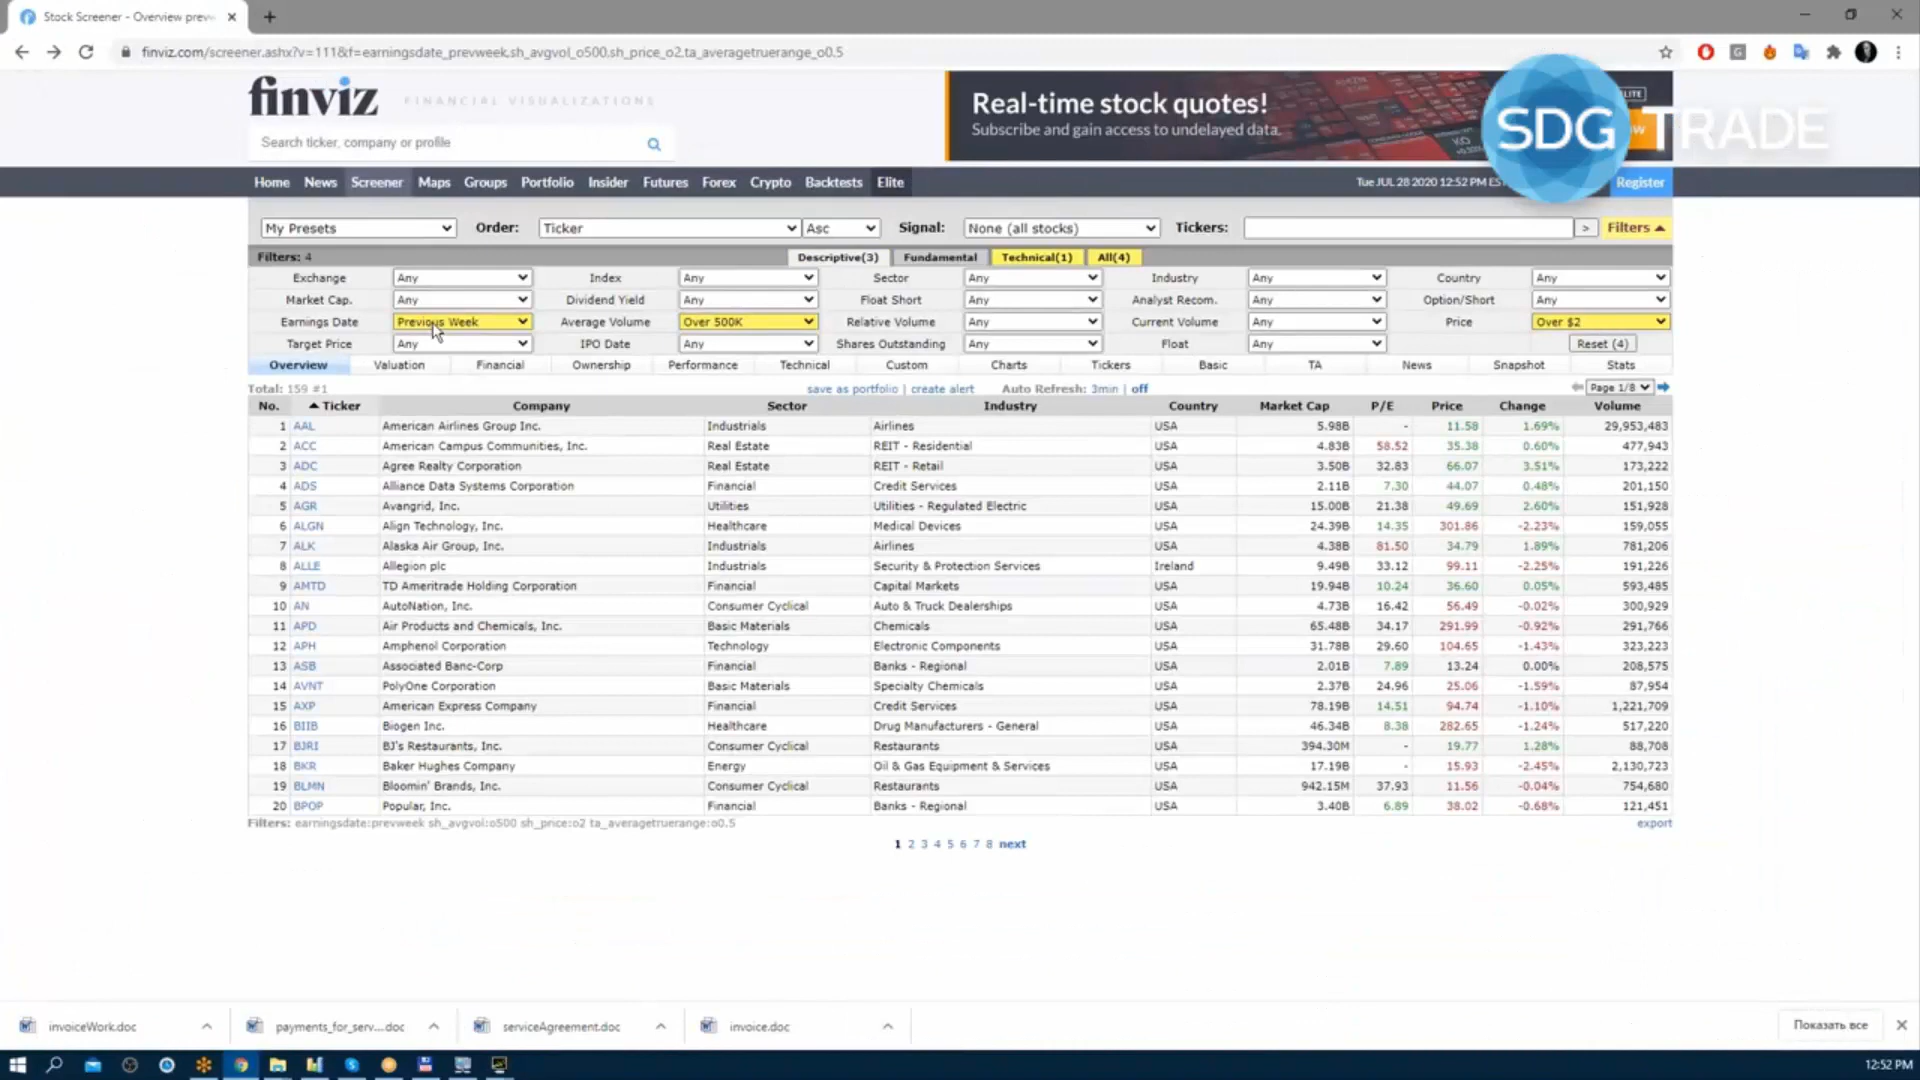 Stock Screener - Overview prev
finviz.com/screener.ashx?v=111&f=earningsdate_prevweek,sh_avgvol_o500,sh_price_o2,ta_averagetruerange_o0.5
finviz FINANCIAL VISUALIZATIONS
Real-time stock quotes!
Subscribe and gain access to undelayed data.
SDG TRADE
Search ticker, company or profile
Home News Screener Maps Groups Portfolio Insider Futures Forex Crypto Backtests Elite Tue JUL 28 2020 12:52 PM Register
My Presets Order: Ticker Asc Signal: None (all stocks) Tickers: > Filters
Filters: 4 Descriptive(3) Fundamental Technical(1) All(4)
Exchange Any Index Any Sector Any Industry Any Country Any
Market Cap. Any Dividend Yield Any Float Short Any Analyst Recom. Any Option/Short Any
Earnings Date Previous Week Average Volume Over 500K Relative Volume Any Current Volume Any Price Over $2
Target Price Any IPO Date Any Shares Outstanding Any Float Any Reset (4)
Overview Valuation Financial Ownership Performance Technical Custom Charts Tickers Basic TA News Snapshot Stats
Total: 159 #1 save as portfolio | create alert Auto Refresh: 3min | off Page 1/8
No. Ticker Company Sector Industry Country Market Cap P/E Price Change Volume
1 AAL American Airlines Group Inc. Industrials Airlines USA 5.98B - 11.58 1.69% 29,953,483
2 ACC American Campus Communities, Inc. Real Estate REIT - Residential USA 4.83B 58.52 35.38 0.60% 477,943
3 ADC Agree Realty Corporation Real Estate REIT - Retail USA 3.50B 32.83 66.07 3.51% 173,222
4 ADS Alliance Data Systems Corporation Financial Credit Services USA 2.11B 7.30 44.07 0.48% 201,150
5 AGR Avangrid, Inc. Utilities Utilities - Regulated Electric USA 15.00B 21.38 49.69 2.60% 151,928
6 ALGN Align Technology, Inc. Healthcare Medical Devices USA 24.39B 14.35 301.86 -2.23% 159,055
7 ALK Alaska Air Group, Inc. Industrials Airlines USA 4.38B 81.50 34.79 1.89% 781,206
8 ALLE Allegion plc Industrials Security & Protection Services Ireland 9.49B 33.12 99.11 -2.25% 191,226
9 AMTD TD Ameritrade Holding Corporation Financial Capital Markets USA 19.94B 10.24 36.60 0.05% 593,485
10 AN AutoNation, Inc. Consumer Cyclical Auto & Truck Dealerships USA 4.73B 16.42 56.49 -0.02% 300,929
11 APD Air Products and Chemicals, Inc. Basic Materials Chemicals USA 65.48B 34.17 291.99 -0.92% 291,766
12 APH Amphenol Corporation Technology Electronic Components USA 31.78B 29.60 104.65 -1.43% 323,223
13 ASB Associated Banc-Corp Financial Banks - Regional USA 2.01B 7.89 13.24 0.00% 208,575
14 AVNT PolyOne Corporation Basic Materials Specialty Chemicals USA 2.37B 24.96 25.06 -1.59% 87,954
15 AXP American Express Company Financial Credit Services USA 78.19B 14.51 94.74 -1.10% 1,221,709
16 BIIB Biogen Inc. Healthcare Drug Manufacturers - General USA 46.34B 8.38 282.65 -1.24% 517,220
17 BJRI BJ's Restaurants, Inc. Consumer Cyclical Restaurants USA 394.30M - 19.77 1.28% 88,708
18 BKR Baker Hughes Company Energy Oil & Gas Equipment & Services USA 17.19B - 15.93 -2.45% 2,130,723
19 BLMN Bloomin' Brands, Inc. Consumer Cyclical Restaurants USA 942.15M 37.93 11.56 -0.04% 754,680
20 BPOP Popular, Inc. Financial Banks - Regional USA 3.40B 6.89 38.02 -0.68% 121,451
Filters: earningsdate:prevweek sh_avgvol:o500 sh_price:o2 ta_averagetruerange:o0.5 export
1 2 3 4 5 6 7 8 next
invoiceWork.doc payments_for_serv....doc serviceAgreement.doc invoice.doc Показать все
12:52 PM